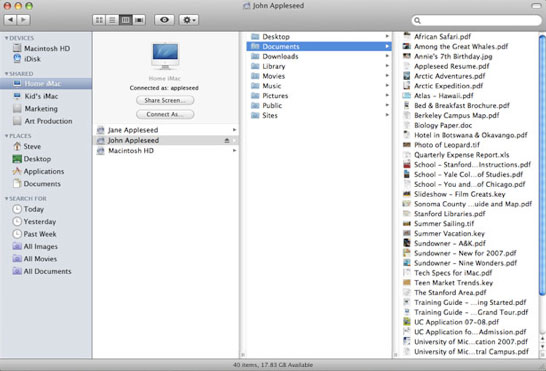 John Appleseed
DEVICES
Macintosh HD
iDisk
SHARED
Home iMac
Kid's iMac
Marketing
Art Production
PLACES
Steve
Desktop
Applications
Documents
SEARCH FOR
Today
Yesterday
Past Week
All Images
All Movies
All Documents
Home iMac
Connected as: appleseed
Share Screen...
Connect As...
Jane Appleseed
John Appleseed
Macintosh HD
Desktop
Documents
Downloads
Library
Movies
Music
Pictures
Public
Sites
African Safari.pdf
Among the Great Whales.pdf
Annie's 7th Birthday.jpg
Appleseed Resume.pdf
Arctic Adventures.pdf
Arctic Expedition.pdf
Atlas - Hawaii.pdf
Bed & Breakfast Brochure.pdf
Berkeley Campus Map.pdf
Biology Paper.doc
Hotel in Botswana & Okavango.pdf
Photo of Leopard.tif
Quarterly Expense Report.xls
School - Stanford...Instructions.pdf
School - Yale Col...of Studies.pdf
School - You and...of Chicago.pdf
Slideshow - Film Greats.key
Sonoma County ...uide and Map.pdf
Stanford Libraries.pdf
Summer Sailing.tif
Summer Vacation.key
Sundowner - A&K.pdf
Sundowner - New for 2007.pdf
Sundowner - Nine Wonders.pdf
Tech Specs for iMac.pdf
Teen Market Trends.key
The Stanford Area.pdf
Training Guide - ...ing Started.pdf
Training Guide - ... Grand Tour.pdf
UC Application 07-08.pdf
UC Application fo...Admission.pdf
University of Mic...cation 2007.pdf
University of Mic...ntral Campus.pdf
40 items, 17.83 GB Available